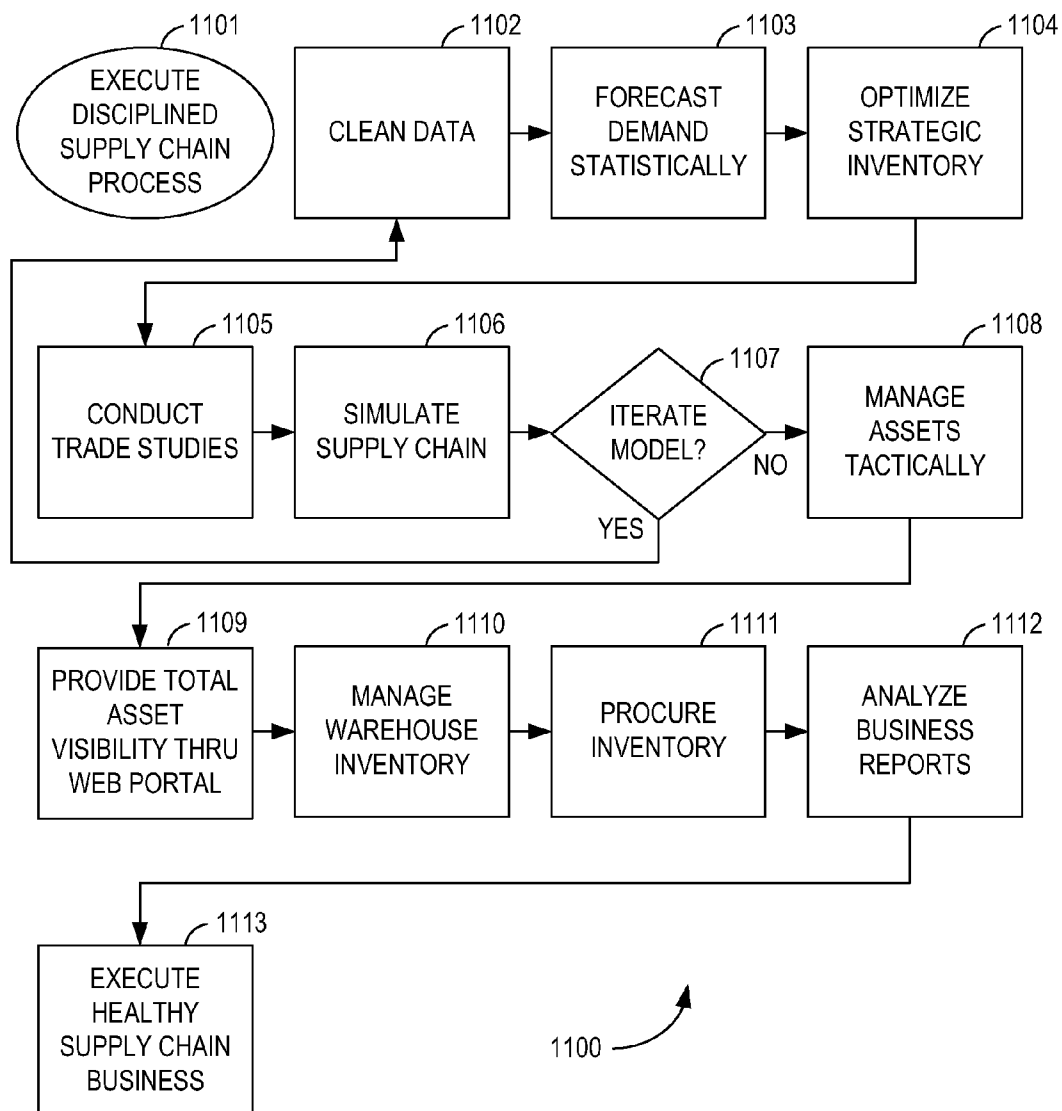 1101
EXECUTE
DISCIPLINED
SUPPLY CHAIN
PROCESS
1102
CLEAN DATA
1103
FORECAST
DEMAND
STATISTICALLY
1104
OPTIMIZE
STRATEGIC
INVENTORY
1105
CONDUCT
TRADE STUDIES
1106
SIMULATE
SUPPLY CHAIN
1107
ITERATE
MODEL?
NO
YES
1108
MANAGE
ASSETS
TACTICALLY
1109
PROVIDE TOTAL
ASSET
VISIBILITY THRU
WEB PORTAL
1110
MANAGE
WAREHOUSE
INVENTORY
1111
PROCURE
INVENTORY
1112
ANALYZE
BUSINESS
REPORTS
1113
EXECUTE
HEALTHY
SUPPLY CHAIN
BUSINESS
1100